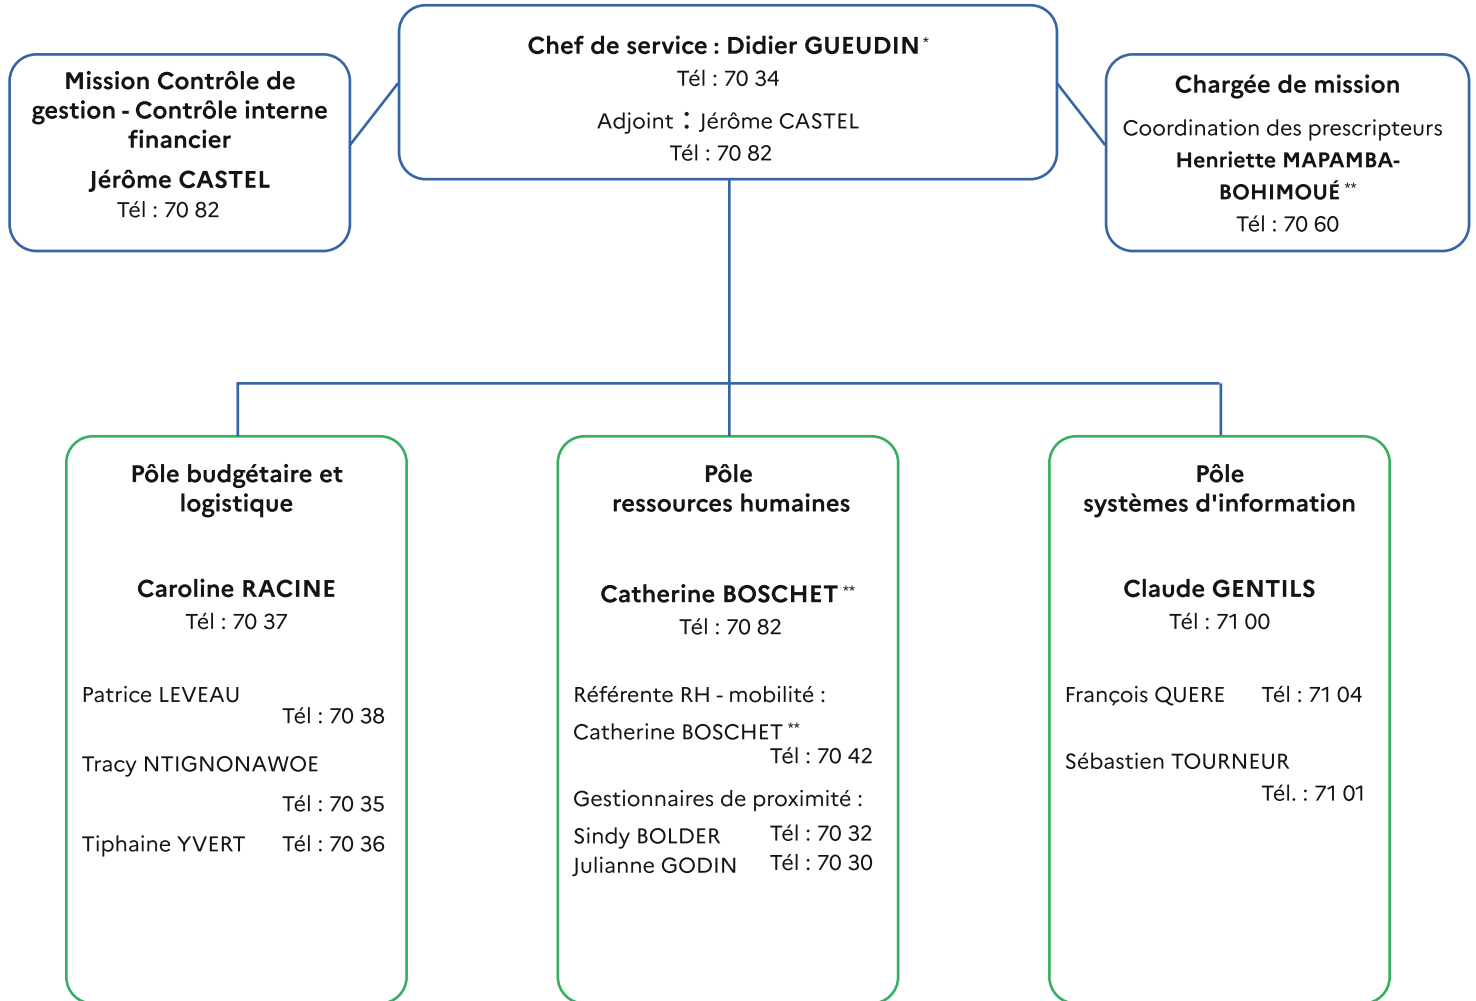 Chef de service : Didier GUEUDIN*
Tél : 70 34
Adjoint : Jérôme CASTEL
Tél : 70 82
Mission Contrôle de
gestion - Contrôle interne
financier
Jérôme CASTEL
Tél : 70 82
Chargée de mission
Coordination des prescripteurs
Henriette MAPAMBA-
BOHIMOUÉ**
Tél : 70 60
Pôle budgétaire et
logistique
Caroline RACINE
Tél : 70 37
Patrice LEVEAU
Tél : 70 38
Tracy NTIGNONAWOE
Tél : 70 35
Tiphaine YVERT Tél : 70 36
Pôle
ressources humaines
Catherine BOSCHET**
Tél : 70 82
Référente RH - mobilité :
Catherine BOSCHET**
Tél : 70 42
Gestionnaires de proximité :
Sindy BOLDER Tél : 70 32
Julianne GODIN Tél : 70 30
Pôle
systèmes d'information
Claude GENTILS
Tél : 71 00
François QUERE Tél : 71 04
Sébastien TOURNEUR
Tél. : 71 01